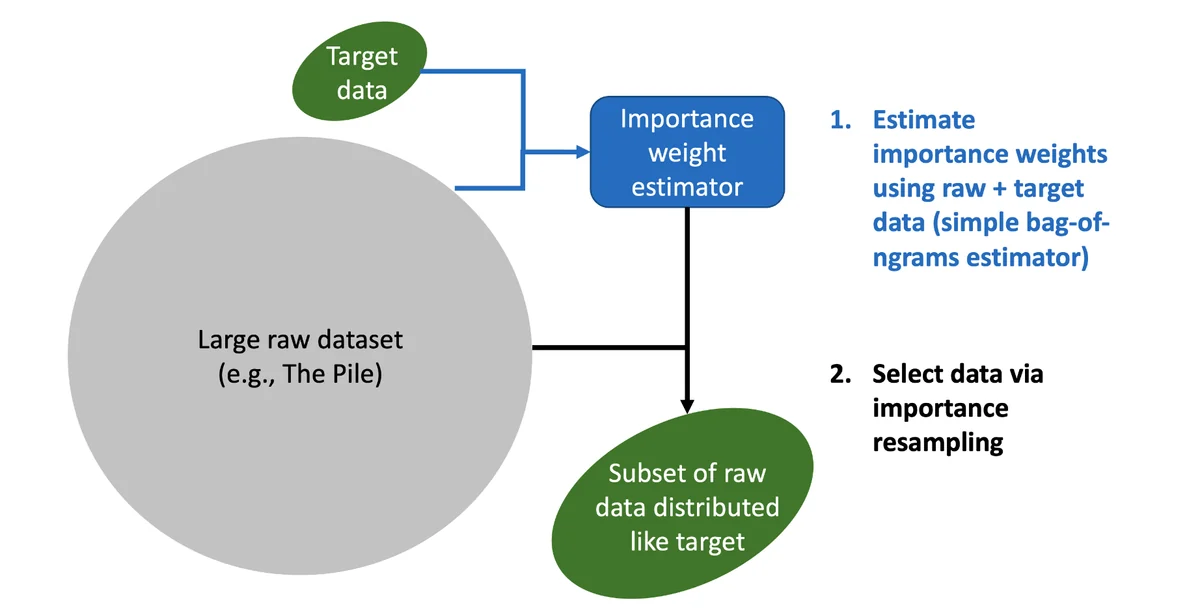 Target
data
Importance
weight
estimator
1. Estimate
importance weights
using raw + target
data (simple bag-of-
ngrams estimator)
Large raw dataset
(e.g., The Pile)
2. Select data via
importance
resampling
Subset of raw
data distributed
like target